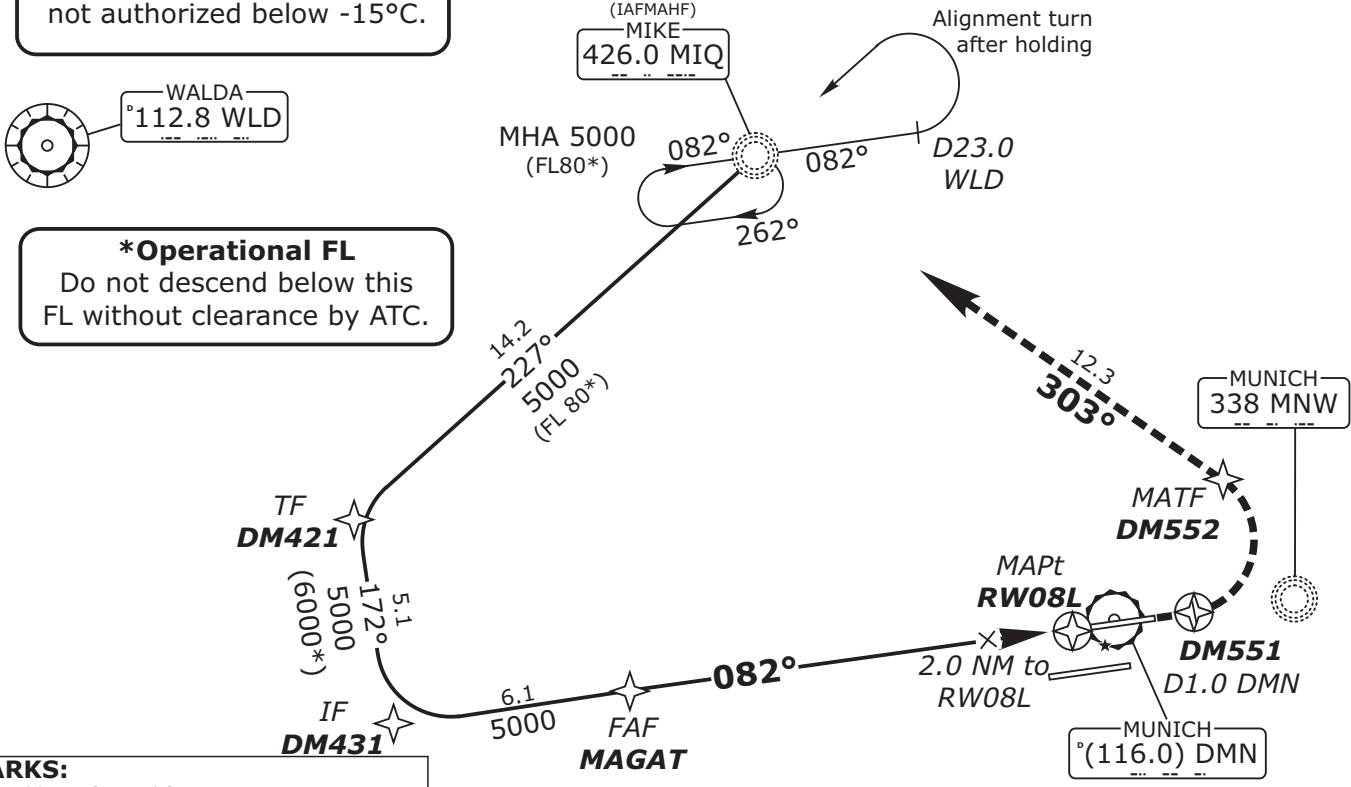 not authorized below -15°C.
WALDA
D112.8 WLD
*Operational FL
Do not descend below this
FL without clearance by ATC.
(IAFMAHF)
MIKE
426.0 MIQ
Alignment turn
after holding
MHA 5000
(FL80*)
082°
082°
D23.0
WLD
262°
14.2
227°
5000
(FL 80*)
12.3
303°
MUNICH
338 MNW
TF
DM421
MATF
DM552
5.1
172°
5000
(6000*)
MAPt
RW08L
082°
2.0 NM to
RW08L
DM551
D1.0 DMN
6.1
5000
IF
DM431
FAF
MAGAT
MUNICH
D(116.0) DMN
ARKS: